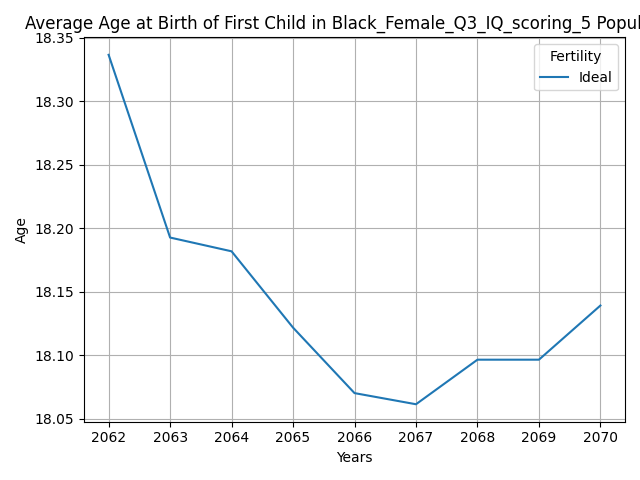 Average Age at Birth of First Child in Black_Female_Q3_IQ_scoring_5 Popul
18.35
Fertility
Ideal
18.30
18.25
18.20
Age
18.15
18.10
18.05
2062 2063 2064 2065 2066 2067 2068 2069 2070
Years